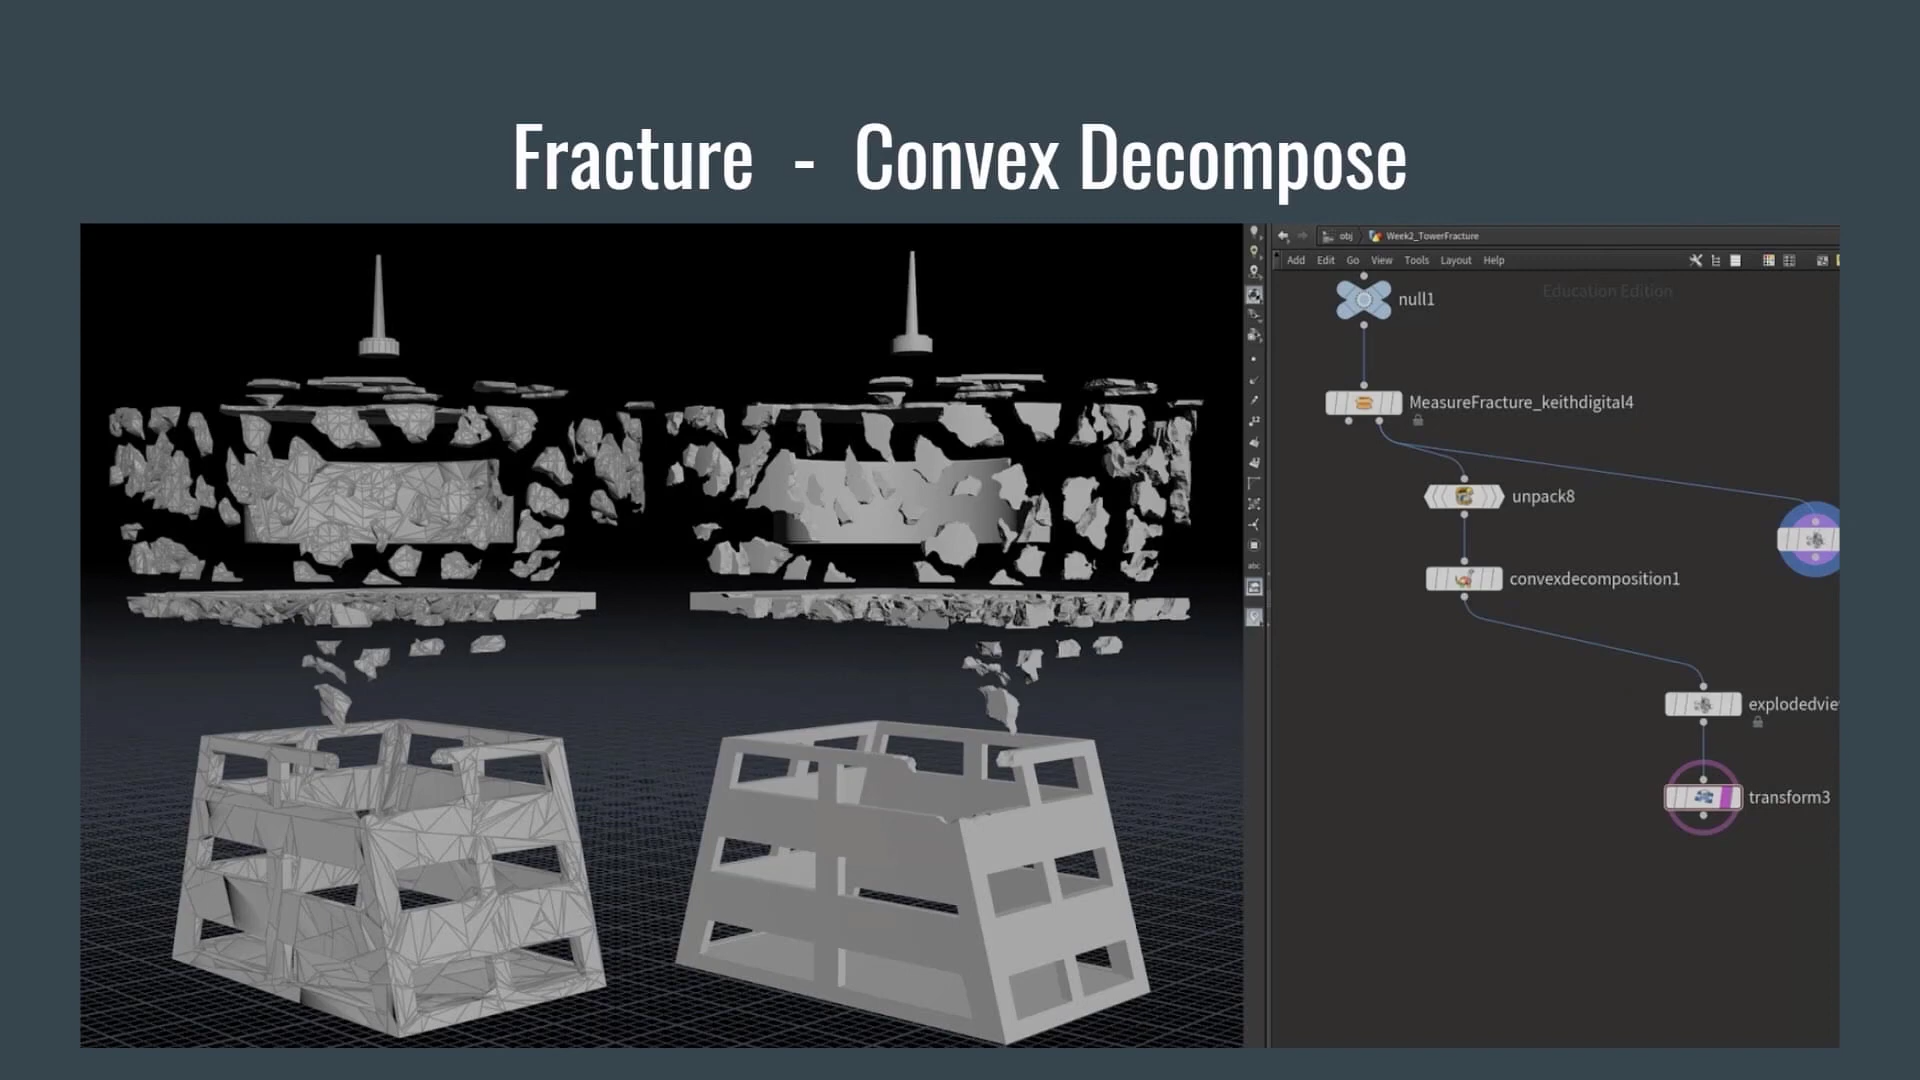 Fracture - Convex Decompose
obj Week2_TowerFracture
Add Edit Go View Tools Layout Help
Education Edition
null1
MeasureFracture_keithdigital4
unpack8
convexdecomposition1
explodedvie
transform3
abc